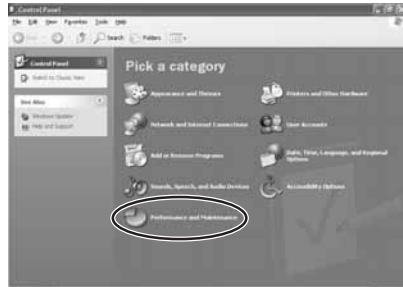 Control Panel
File Edit View Favorites Tools Help
Search Folders
Control Panel
Switch to Classic View
See Also
Windows Update
Help and Support
Pick a category
Appearance and Themes
Printers and Other Hardware
Network and Internet Connections
User Accounts
Add or Remove Programs
Date, Time, Language, and Regional
Options
Sounds, Speech, and Audio Devices
Accessibility Options
Performance and Maintenance